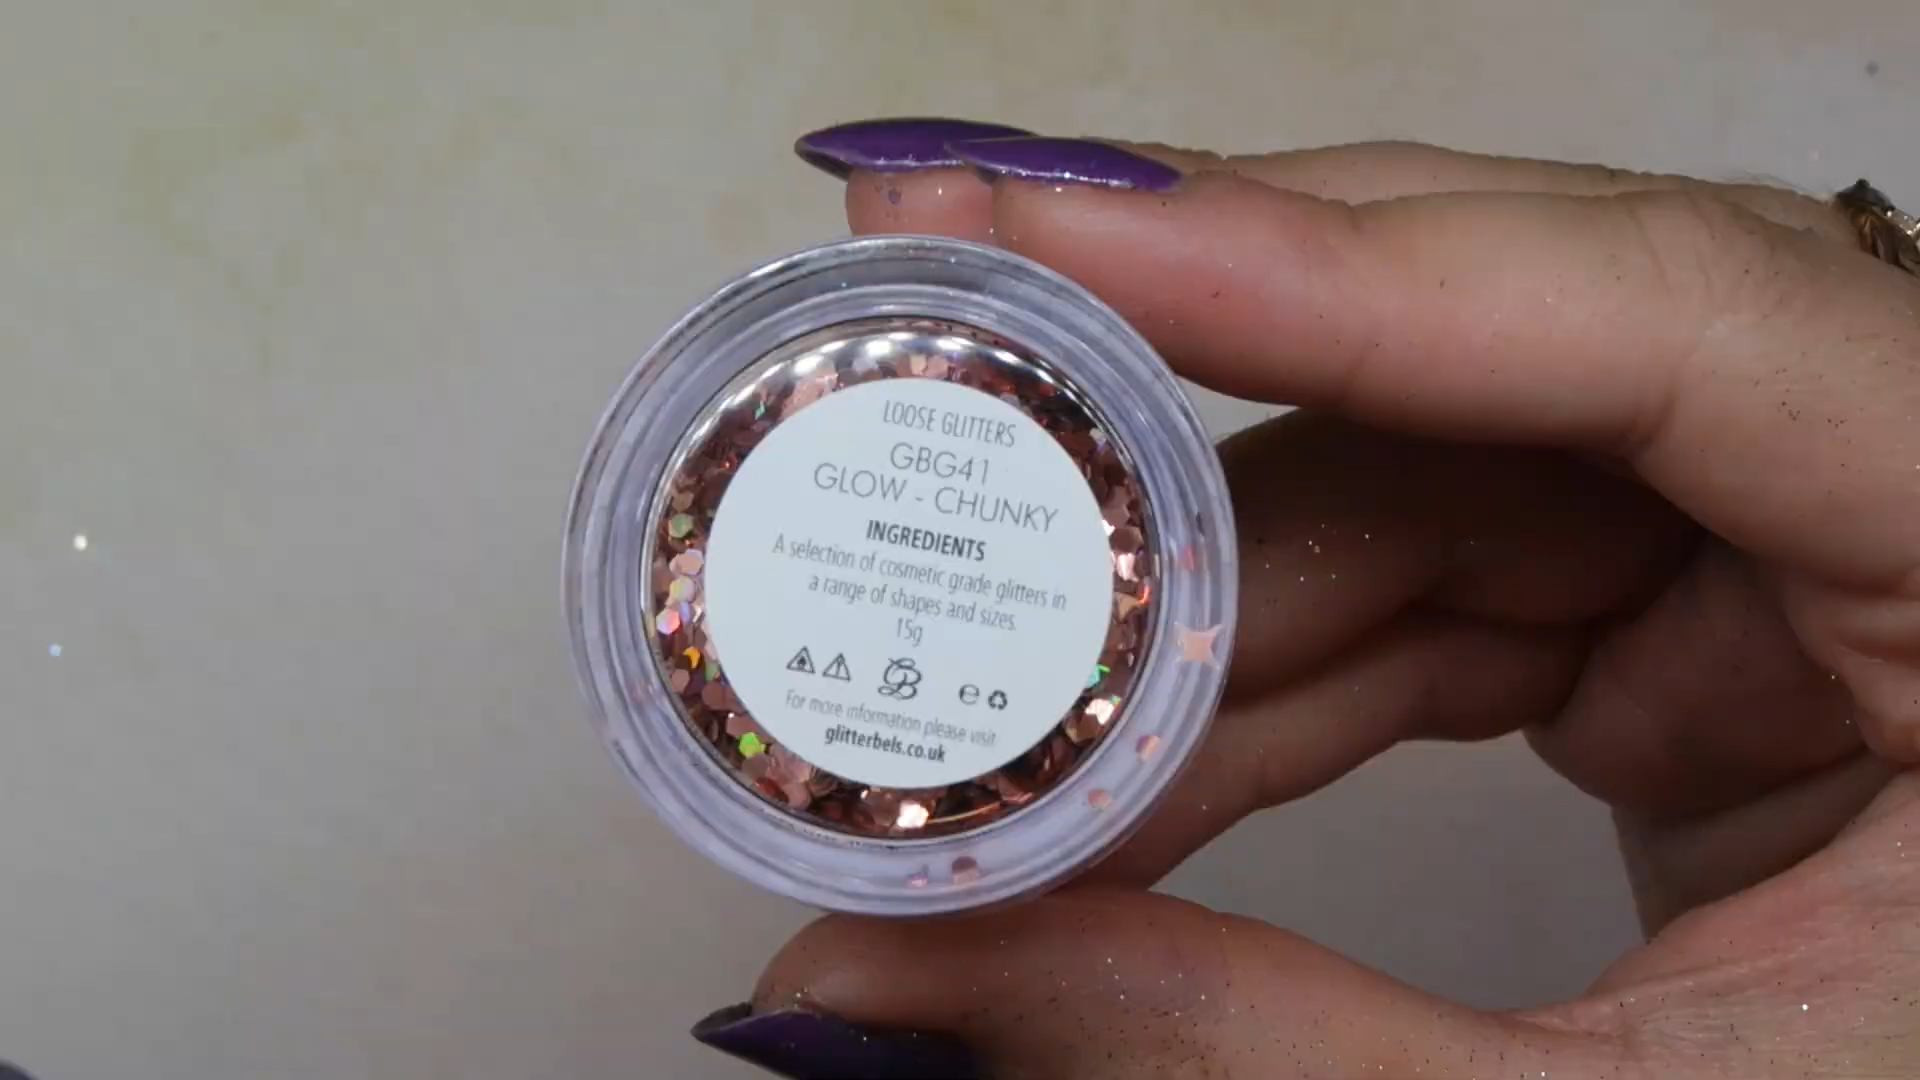 LOOSE GLITTERS
GBG41
GLOW - CHUNKY
INGREDIENTS
A selection of cosmetic grade glitters in
a range of shapes and sizes.
15g
GB e
For more information please visit
glitterbels.co.uk